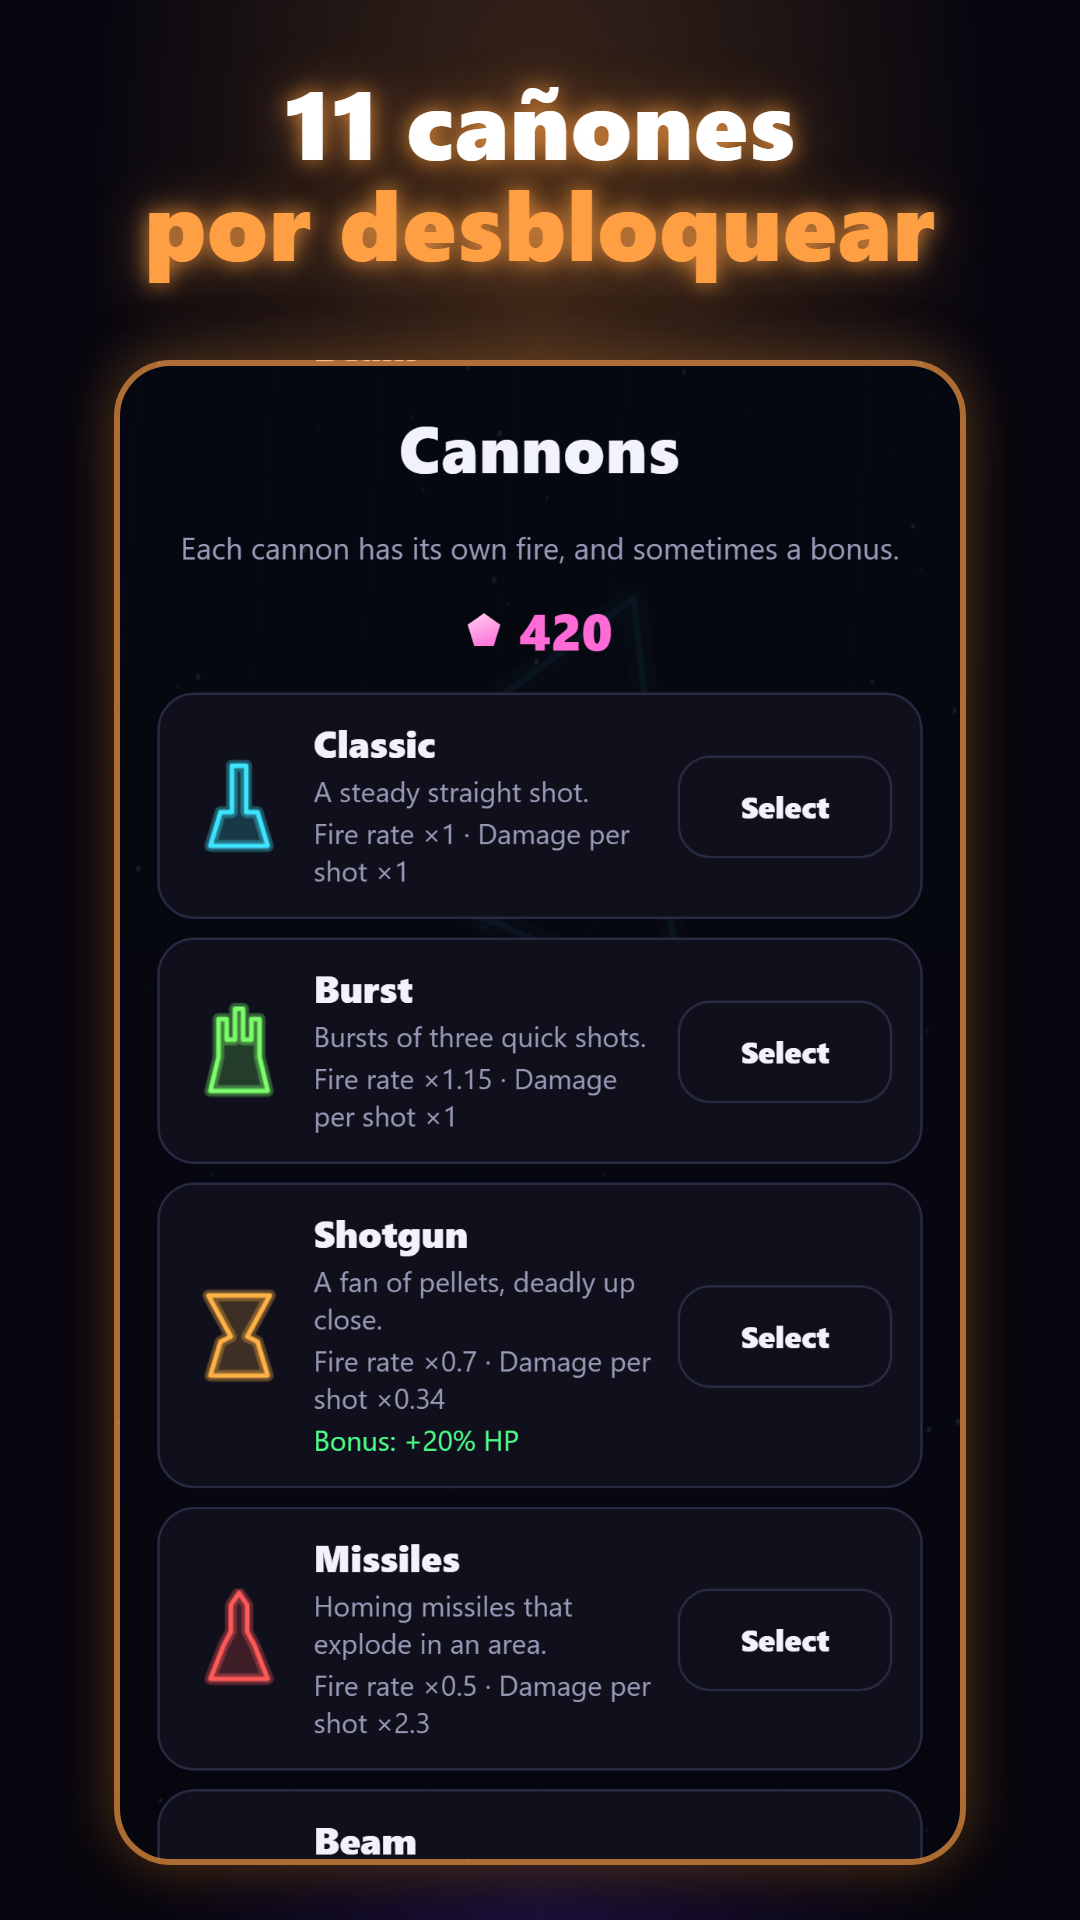 11 cañones
por desbloquear
Cannons
Each cannon has its own fire, and sometimes a bonus.
420
Classic
A steady straight shot.
Fire rate ×1 · Damage per
shot ×1
Select
Burst
Bursts of three quick shots.
Fire rate ×1.15 · Damage
per shot ×1
Select
Shotgun
A fan of pellets, deadly up
close.
Fire rate ×0.7 · Damage per
shot ×0.34
Bonus: +20% HP
Select
Missiles
Homing missiles that
explode in an area.
Fire rate ×0.5 · Damage per
shot ×2.3
Select
Beam